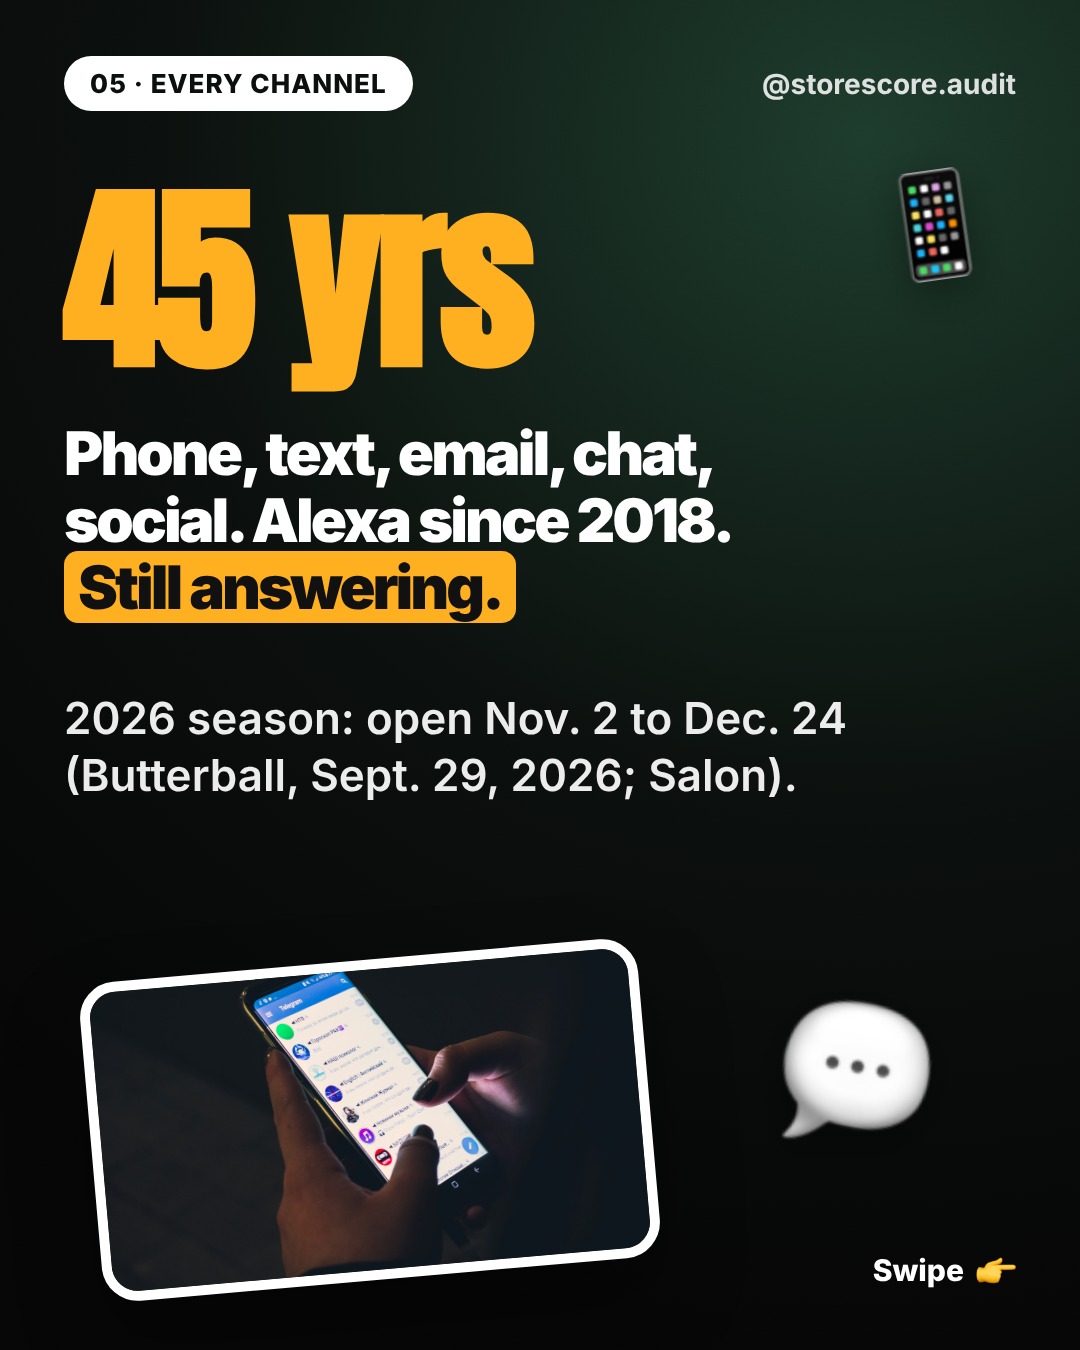 05 · EVERY CHANNEL
@storescore.audit
45 yrs
Phone, text, email, chat,
social. Alexa since 2018.
Still answering.
2026 season: open Nov. 2 to Dec. 24
(Butterball, Sept. 29, 2026; Salon).
Telegram
Swipe